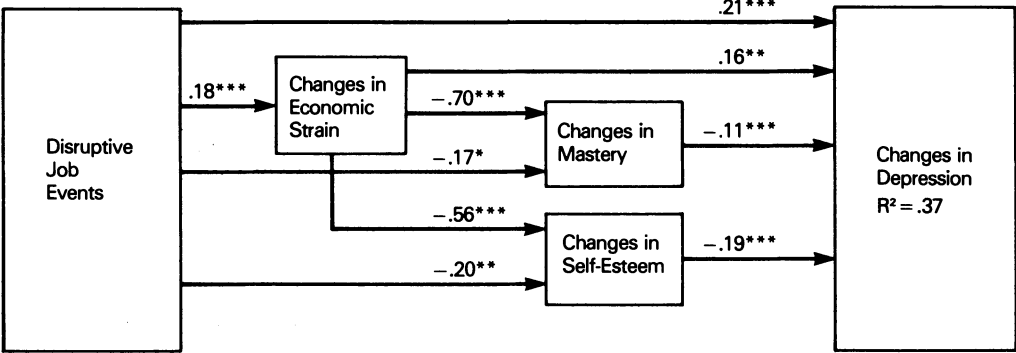 .21***
.16**
.18***
Changes in
Economic
Strain
−.70***
Changes in
Mastery
−.11***
Disruptive
Job
Events
−.17*
Changes in
Depression
R² = .37
−.56***
Changes in
Self-Esteem
−.19***
−.20**